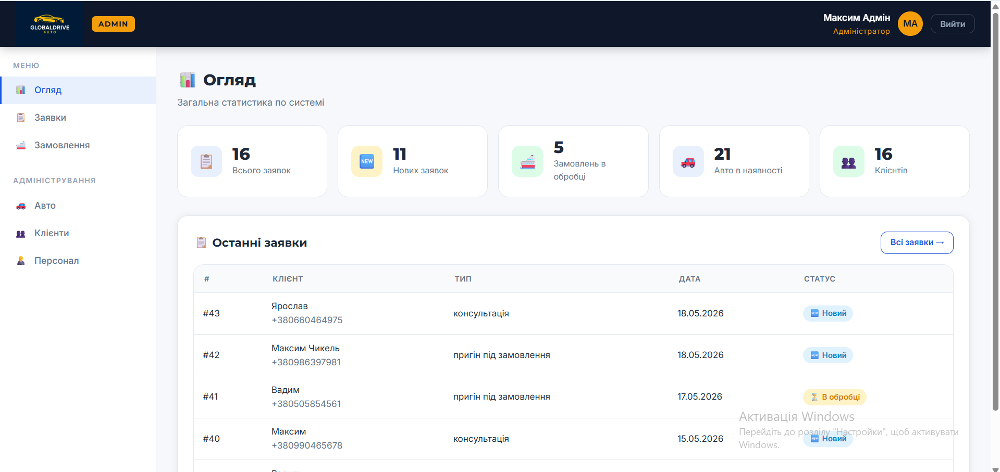 GLOBALDRIVE
AUTO
ADMIN
Максим Адмін
Адміністратор
МА
Вийти
МЕНЮ
Огляд
Заявки
Замовлення
АДМІНІСТРУВАННЯ
Авто
Клієнти
Персонал
Огляд
Загальна статистика по системі
16
Всього заявок
NEW
11
Нових заявок
5
Замовлень в
обробці
21
Авто в наявності
16
Клієнтів
Останні заявки
Всі заявки →
# КЛІЄНТ ТИП ДАТА СТАТУС
#43 Ярослав +380660464975 консультація 18.05.2026 NEW Новий
#42 Максим Чикель +380986397981 пригін під замовлення 18.05.2026 NEW Новий
#41 Вадим +380505854561 пригін під замовлення 17.05.2026 В обробці
#40 Максим +380990465678 консультація 15.05.2026 NEW Новий
Активація Windows
Перейдіть до розділу "Настройки", щоб активувати
Windows.